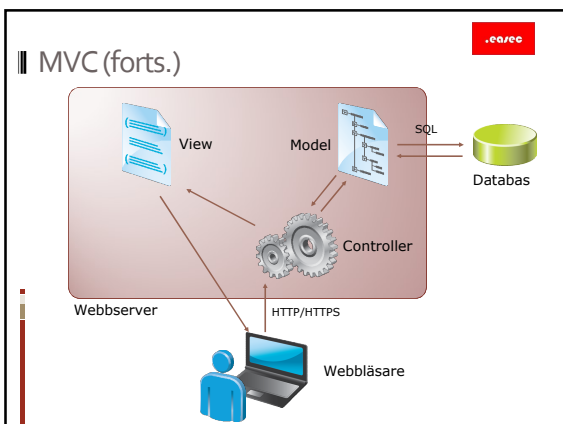 .easec
MVC (forts.)
View
Model
SQL
Databas
Controller
Webbserver
HTTP/HTTPS
Webbläsare